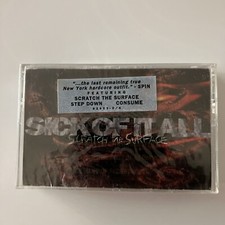 "...the last remaining true
New York hardcore outfit." - SPIN
FEATURING
SCRATCH THE SURFACE
STEP DOWN CONSUME
SICK OF IT ALL
SCRATCH THE SURFACE